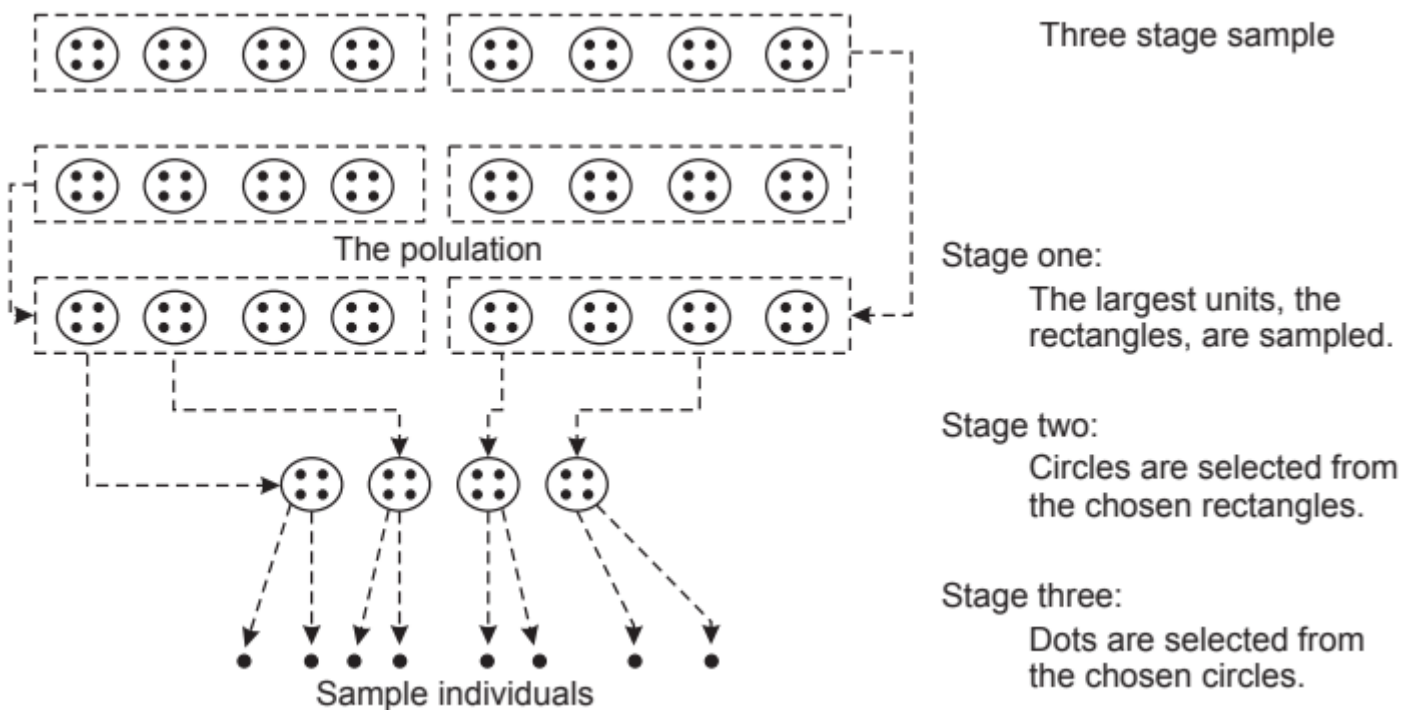 Three stage sample
The polulation
Stage one:
The largest units, the
rectangles, are sampled.
Stage two:
Circles are selected from
the chosen rectangles.
Stage three:
Dots are selected from
the chosen circles.
Sample individuals